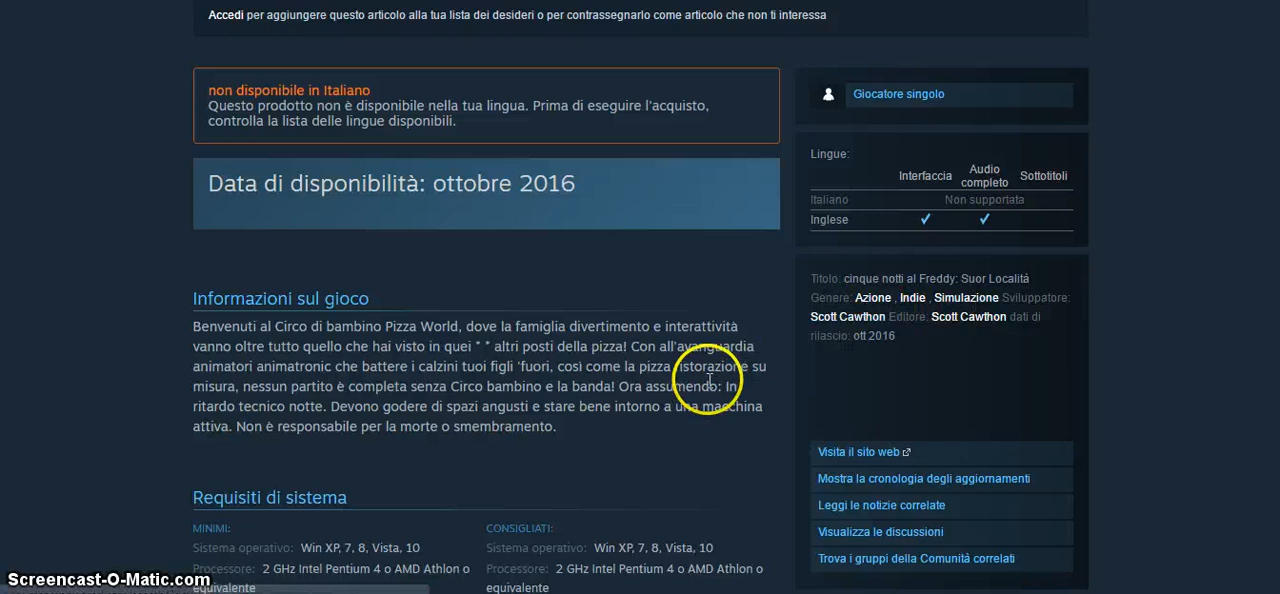 Accedi per aggiungere questo articolo alla tua lista dei desideri o per contrassegnarlo come articolo che non ti interessa
non disponibile in Italiano
Questo prodotto non è disponibile nella tua lingua. Prima di eseguire l'acquisto,
controlla la lista delle lingue disponibili.
Data di disponibilità: ottobre 2016
Informazioni sul gioco
Benvenuti al Circo di bambino Pizza World, dove la famiglia divertimento e interattività
vanno oltre tutto quello che hai visto in quei * * altri posti della pizza! Con all'avanguardia
animatori animatronic che battere i calzini tuoi figli 'fuori, così come la pizza ristorazione su
misura, nessun partito è completa senza Circo bambino e la banda! Ora assumendo: In
ritardo tecnico notte. Devono godere di spazi angusti e stare bene intorno a una macchina
attiva. Non è responsabile per la morte o smembramento.
Requisiti di sistema
MINIMI:
Sistema operativo: Win XP, 7, 8, Vista, 10
Processore: 2 GHz Intel Pentium 4 o AMD Athlon o
equivalente
CONSIGLIATI:
Sistema operativo: Win XP, 7, 8, Vista, 10
Processore: 2 GHz Intel Pentium 4 o AMD Athlon o
equivalente
Giocatore singolo
Lingue:
Interfaccia Audio completo Sottotitoli
Italiano Non supportata
Inglese ✔ ✔
Titolo: cinque notti al Freddy: Suor Localitá
Genere: Azione , Indie , Simulazione Sviluppatore:
Scott Cawthon Editore: Scott Cawthon dati di
rilascio: ott 2016
Visita il sito web
Mostra la cronologia degli aggiornamenti
Leggi le notizie correlate
Visualizza le discussioni
Trova i gruppi della Comunità correlati
Screencast-O-Matic.com